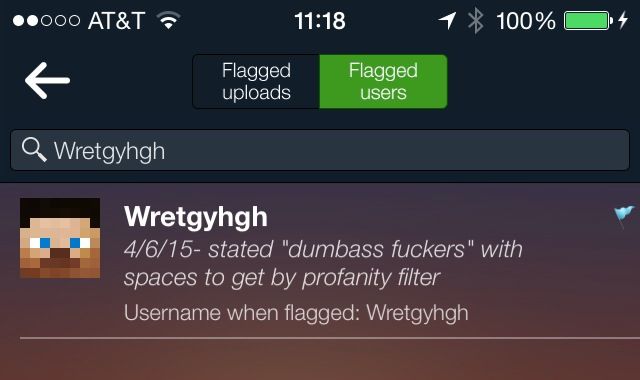 AT&T 11:18 100%
Flagged uploads Flagged users
Wretgyhgh
Wretgyhgh
4/6/15- stated "dumbass fuckers" with
spaces to get by profanity filter
Username when flagged: Wretgyhgh